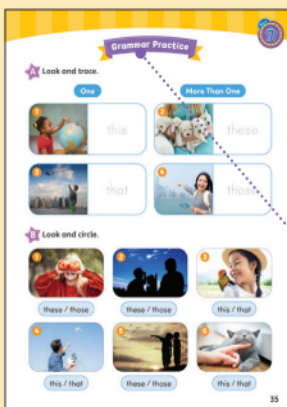 7
Grammar Practice
A Look and trace.
One
More Than One
1
this
2
these
3
that
4
those
B Look and circle.
1
these / those
2
these / those
3
this / that
4
this / that
5
these / those
6
this / that
35